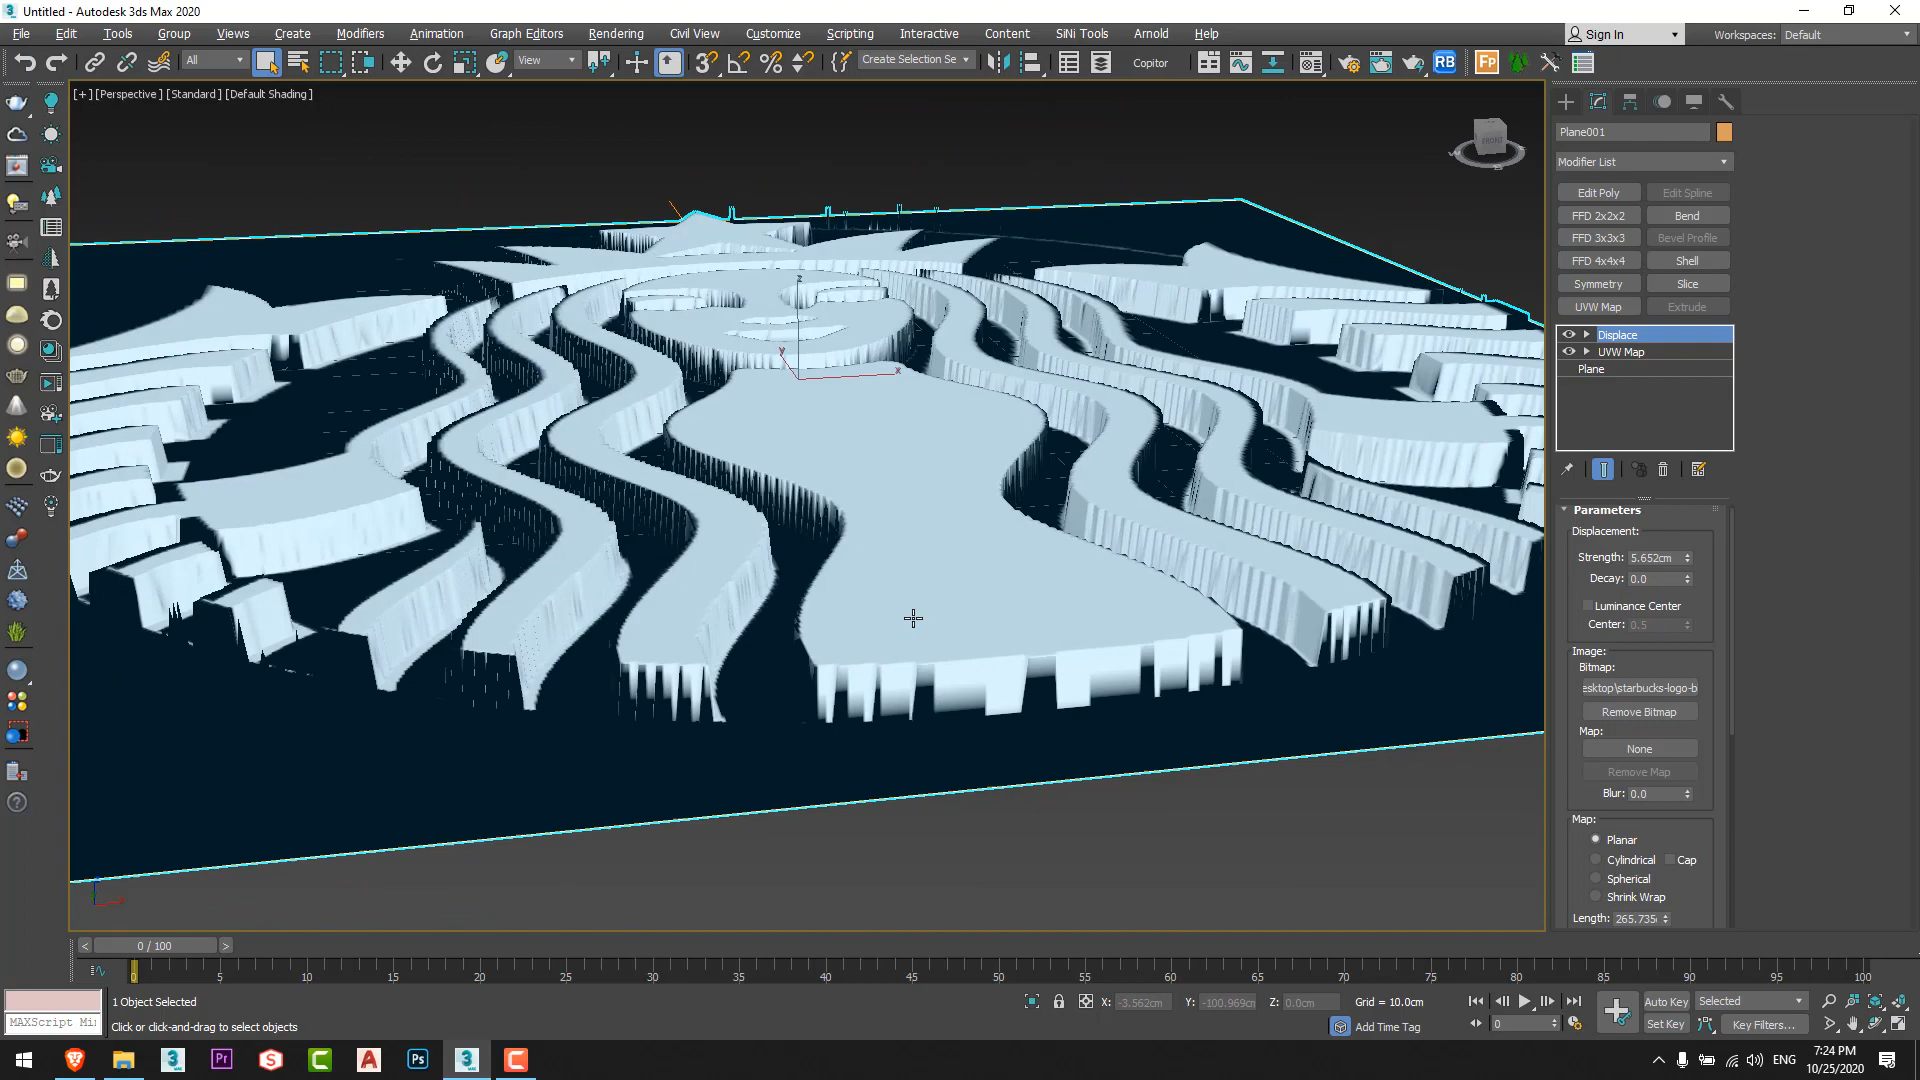 Untitled - Autodesk 3ds Max 2020
File Edit Tools Group Views Create Modifiers Animation Graph Editors Rendering Civil View Customize Scripting Interactive Content SiNi Tools Arnold Help Sign In Workspaces: Default
All View Create Selection Se Copitor RB Fp
[+] [Perspective ] [Standard ] [Default Shading ]
FRONT
Plane001
Modifier List
Edit Poly Edit Spline
FFD 2x2x2 Bend
FFD 3x3x3 Bevel Profile
FFD 4x4x4 Shell
Symmetry Slice
UVW Map Extrude
Displace
UVW Map
Plane
z
y
x
Parameters
Displacement:
Strength: 5.652cm
Decay: 0.0
Luminance Center
Center: 0.5
Image:
Bitmap:
esktop\starbucks-logo-b
Remove Bitmap
Map:
None
Remove Map
Blur: 0.0
Map:
Planar
Cylindrical Cap
Spherical
Shrink Wrap
Length: 265.735
< 0 / 100 >
0 5 10 15 20 25 30 35 40 45 50 55 60 65 70 75 80 85 90 95 100
1 Object Selected X: -3.562cm Y: -100.969cm Z: 0.0cm Grid = 10.0cm Auto Key Selected
MAXScript Mi Click or click-and-drag to select objects Add Time Tag 0 Set Key Key Filters...
Pr S C A Ps 3 C ENG 7:24 PM
10/25/2020